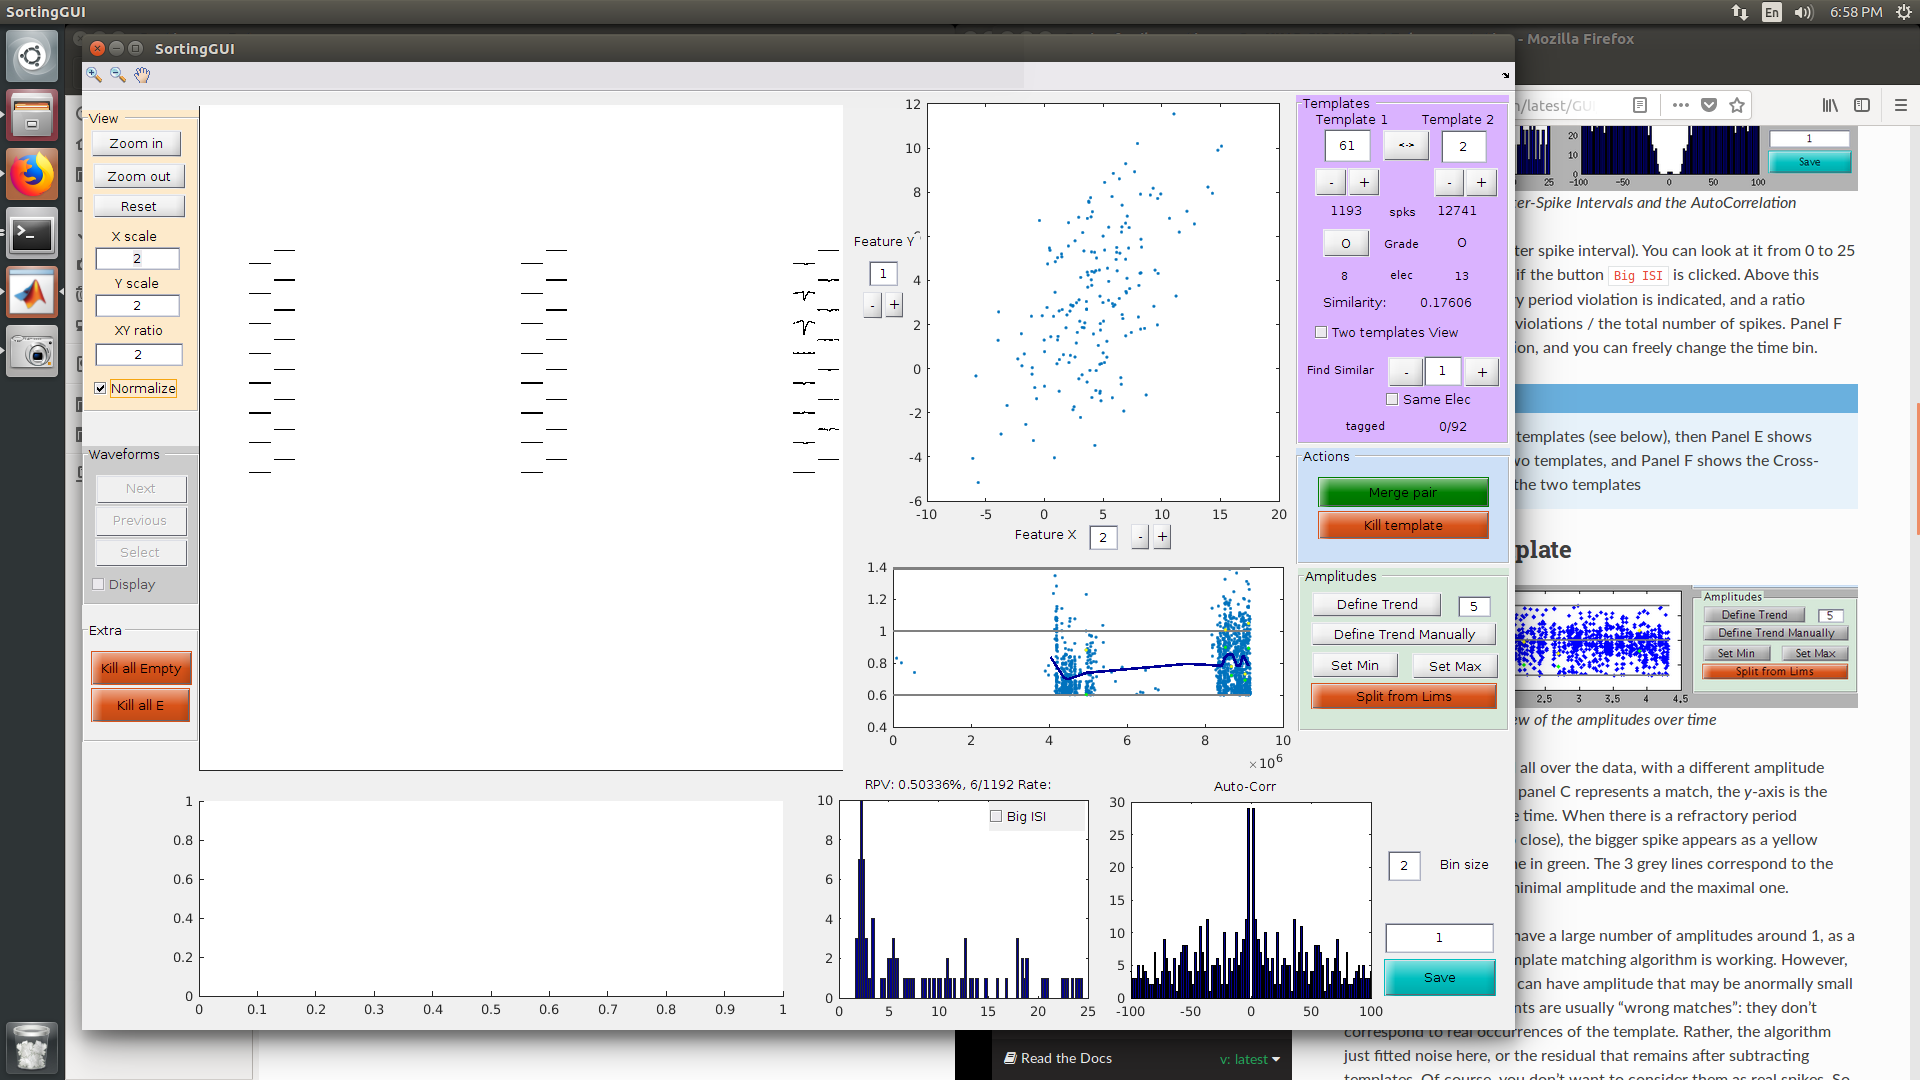 SortingGUI
En
6:58 PM
SortingGUI
- Mozilla Firefox
View
Zoom in
Zoom out
Reset
X scale
2
Y scale
2
XY ratio
2
Normalize
Waveforms
Next
Previous
Select
Display
Extra
Kill all Empty
Kill all E
1
0.8
0.6
0.4
0.2
0
0 0.1 0.2 0.3 0.4 0.5 0.6 0.7 0.8 0.9 1
Feature Y
1
- +
12
10
8
6
4
2
0
-2
-4
-6
-10 -5 0 5 10 15 20
Feature X 2 - +
1.4
1.2
1
0.8
0.6
0.4
0 2 4 6 8 10
×10⁶
RPV: 0.50336%, 6/1192 Rate:
Big ISI
10
8
6
4
2
0
0 5 10 15 20 25
Auto-Corr
30
25
20
15
10
5
0
-100 -50 0 50 100
2 Bin size
1
Save
Templates
Template 1 Template 2
61 <-> 2
- + - +
1193 spks 12741
O Grade O
8 elec 13
Similarity: 0.17606
Two templates View
Find Similar - 1 +
Same Elec
tagged 0/92
Actions
Merge pair
Kill template
Amplitudes
Define Trend 5
Define Trend Manually
Set Min Set Max
Split from Lims
n/latest/GU
20
10
0
25 -100 -50 0 50 100
1
Save
ter-Spike Intervals and the AutoCorrelation
ter spike interval). You can look at it from 0 to 25
if the button Big ISI is clicked. Above this
y period violation is indicated, and a ratio
violations / the total number of spikes. Panel F
ion, and you can freely change the time bin.
templates (see below), then Panel E shows
wo templates, and Panel F shows the Cross-
the two templates
plate
2.5 3 3.5 4 4.5
Amplitudes
Define Trend 5
Define Trend Manually
Set Min Set Max
Split from Lims
ew of the amplitudes over time
all over the data, with a different amplitude
panel C represents a match, the y-axis is the
e time. When there is a refractory period
close), the bigger spike appears as a yellow
ne in green. The 3 grey lines correspond to the
ninimal amplitude and the maximal one.
have a large number of amplitudes around 1, as a
mplate matching algorithm is working. However,
can have amplitude that may be anormally small
nts are usually “wrong matches”: they don’t
correspond to real occurrences of the template. Rather, the algorithm
just fitted noise here, or the residual that remains after subtracting
templates. Of course, you don’t want to consider them as real spikes. So
Read the Docs v: latest